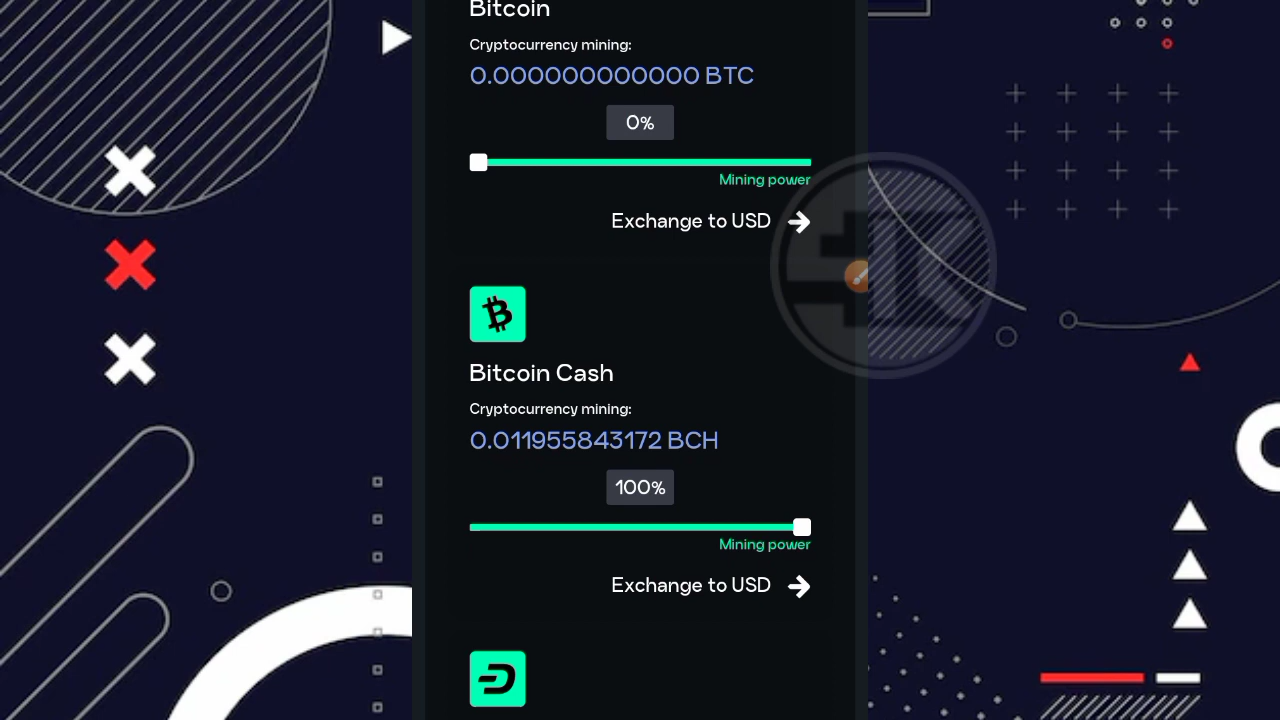 Bitcoin
Cryptocurrency mining:
0.000000000000 BTC
0%
Mining power
Exchange to USD
Bitcoin Cash
Cryptocurrency mining:
0.011955843172 BCH
100%
Mining power
Exchange to USD